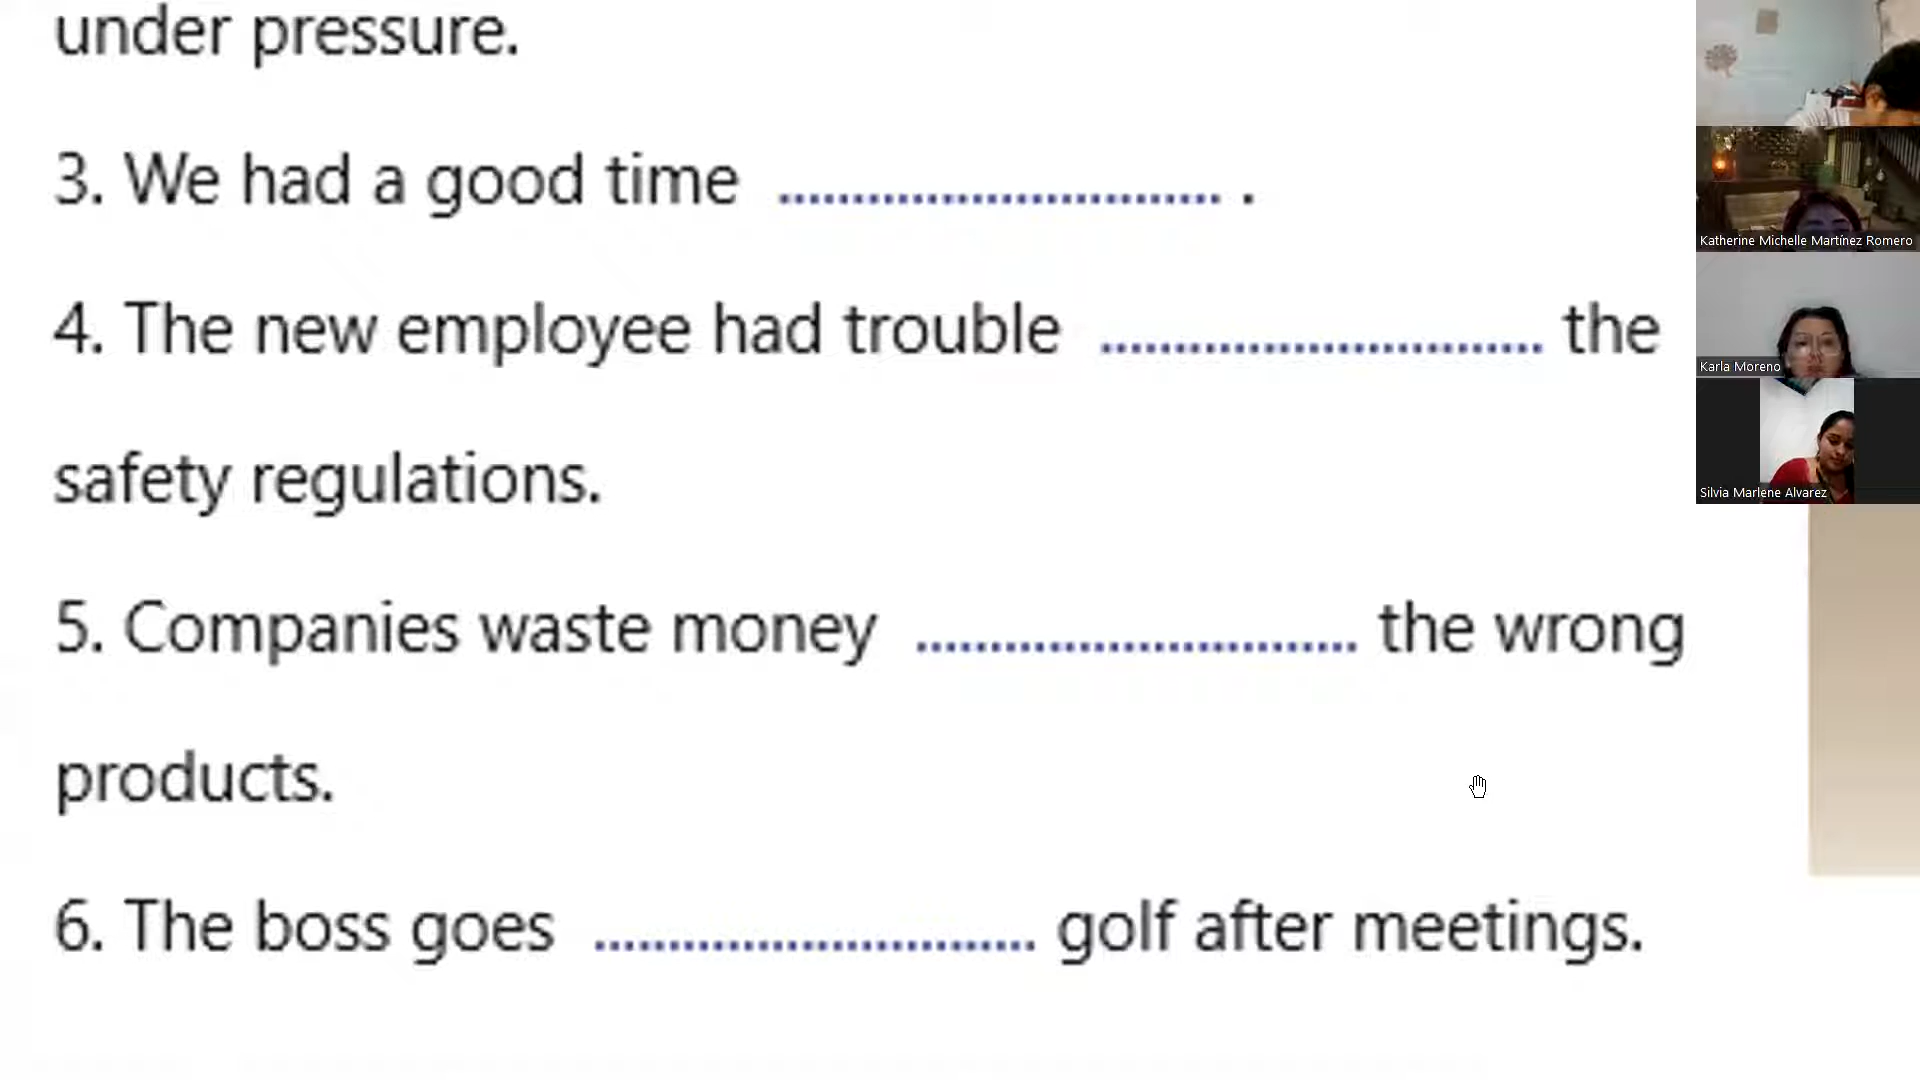 under pressure.
3. We had a good time ............................. .
4. The new employee had trouble ............................. the
safety regulations.
5. Companies waste money ............................. the wrong
products.
6. The boss goes ............................. golf after meetings.
Katherine Michelle Martínez Romero
Karla Moreno
Silvia Marlene Alvarez